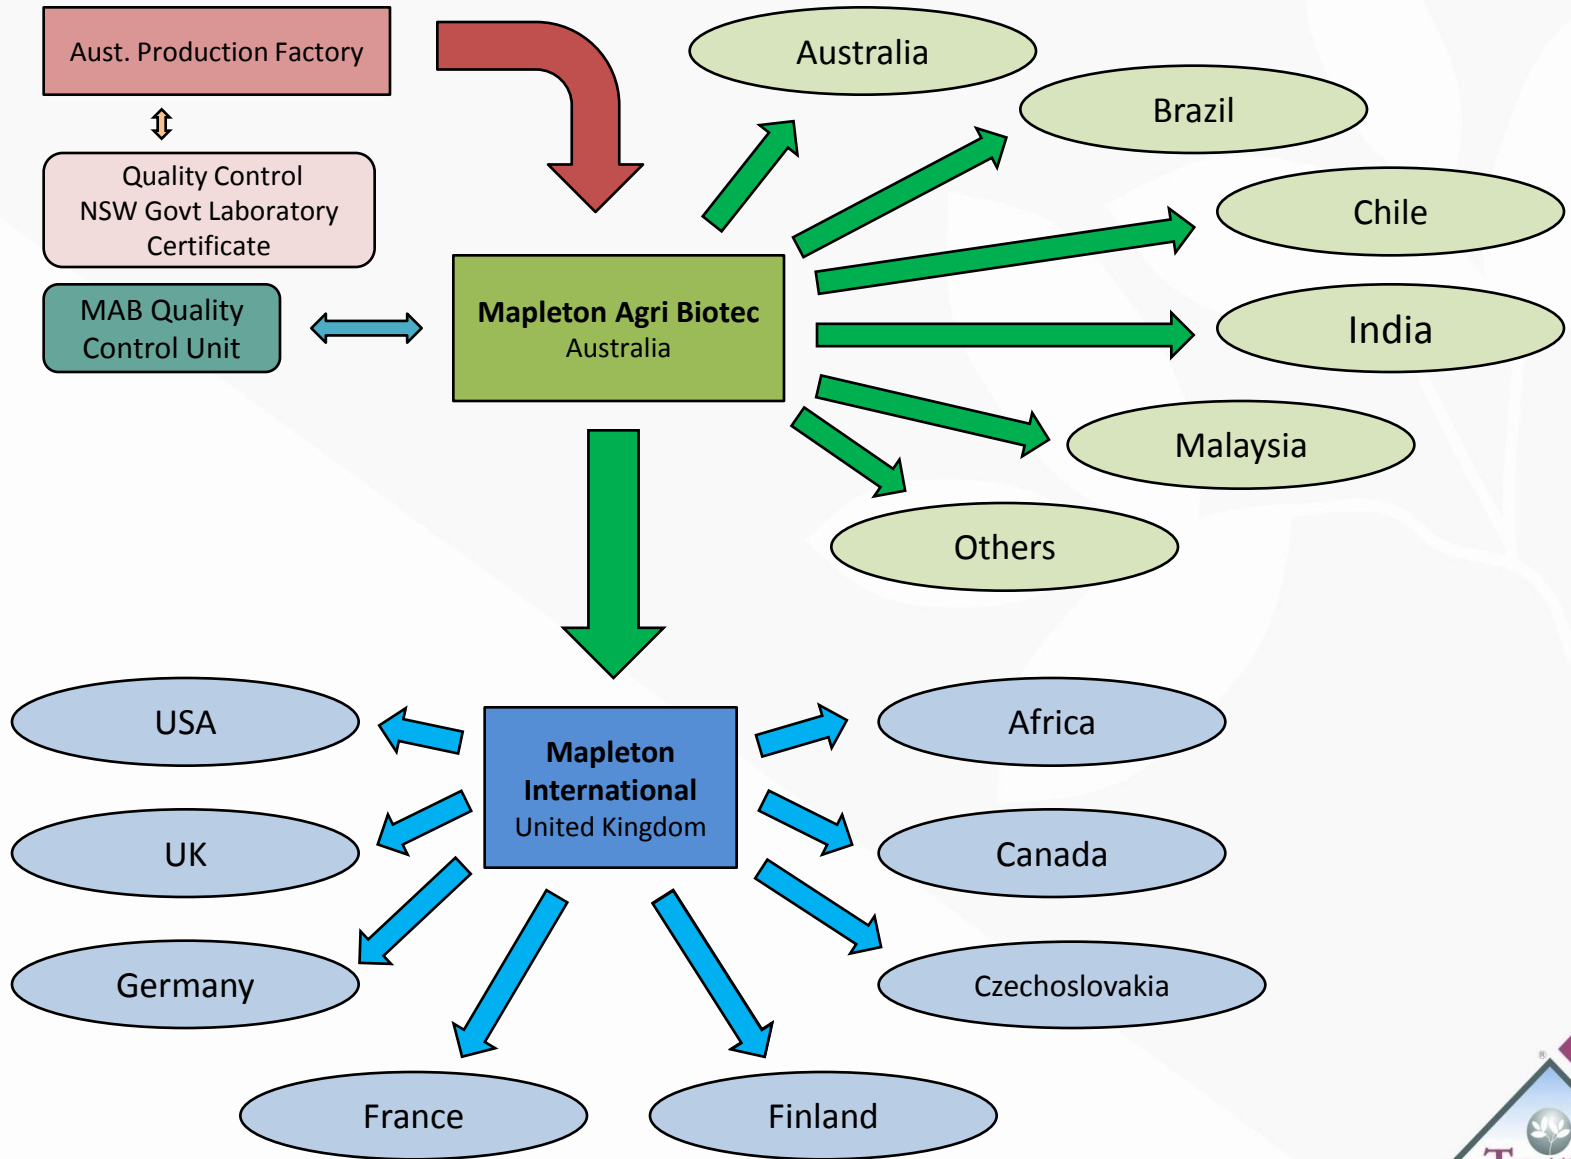 Aust. Production Factory
Quality Control
NSW Govt Laboratory
Certificate
MAB Quality
Control Unit
Mapleton Agri Biotec
Australia
Australia
Brazil
Chile
India
Malaysia
Others
Mapleton
International
United Kingdom
USA
UK
Germany
France
Finland
Africa
Canada
Czechoslovakia
®